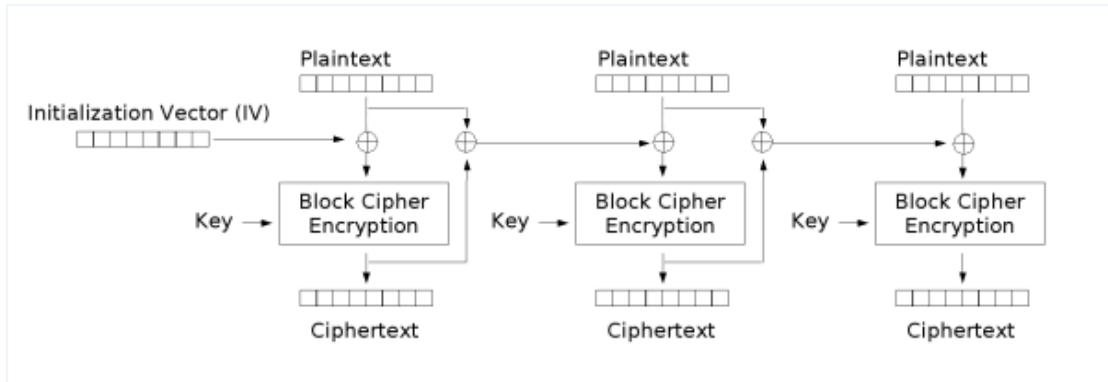 Plaintext
Plaintext
Plaintext
Initialization Vector (IV)
Key
Block Cipher
Encryption
Key
Block Cipher
Encryption
Key
Block Cipher
Encryption
Ciphertext
Ciphertext
Ciphertext